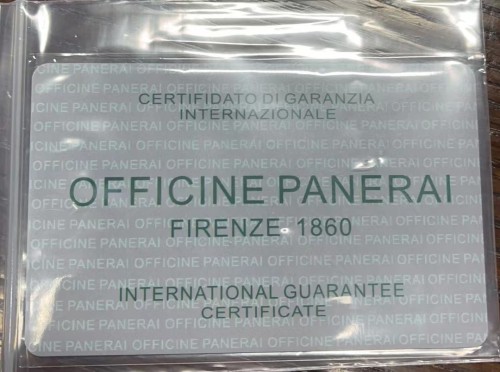 CERTIFIDATO DI GARANZIA
INTERNAZIONALE
OFFICINE PANERAI
FIRENZE 1860
INTERNATIONAL GUARANTEE
CERTIFICATE